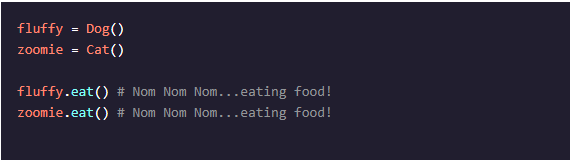 fluffy = Dog()
zoomie = Cat()
fluffy.eat() # Nom Nom Nom...eating food!
zoomie.eat() # Nom Nom Nom...eating food!